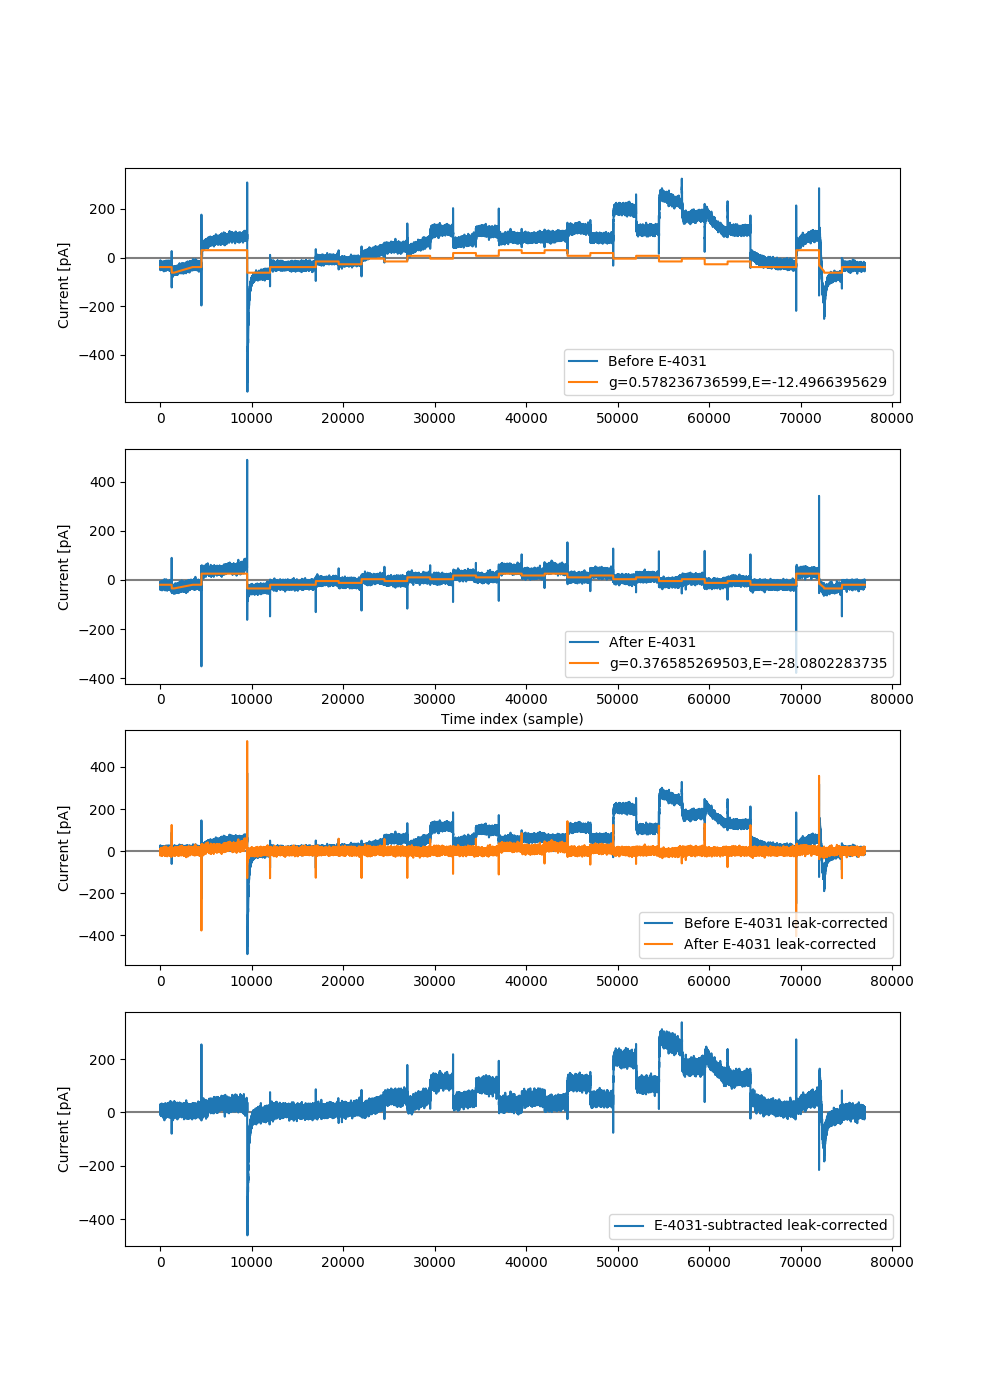 200
0
−200
−400
Current [pA]
Before E-4031
g=0.578236736599,E=-12.4966395629
0 10000 20000 30000 40000 50000 60000 70000 80000
400
200
0
−200
−400
Current [pA]
After E-4031
g=0.376585269503,E=-28.0802283735
0 10000 20000 30000 40000 50000 60000 70000 80000
Time index (sample)
400
200
0
−200
−400
Current [pA]
Before E-4031 leak-corrected
After E-4031 leak-corrected
0 10000 20000 30000 40000 50000 60000 70000 80000
200
0
−200
−400
Current [pA]
E-4031-subtracted leak-corrected
0 10000 20000 30000 40000 50000 60000 70000 80000